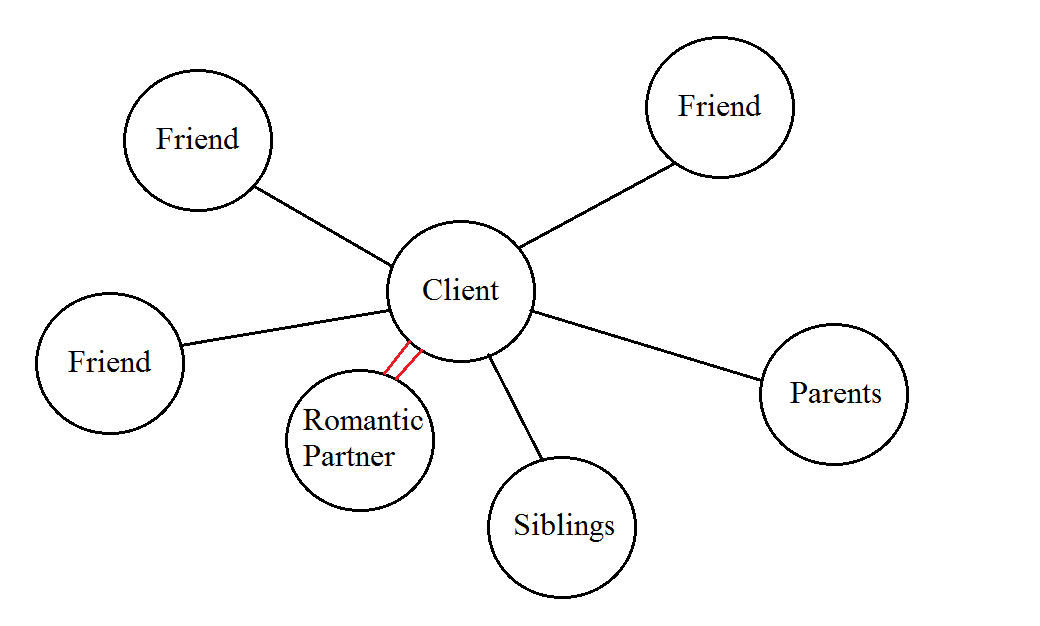 Friend
Friend
Client
Friend
Parents
Romantic
Partner
Siblings